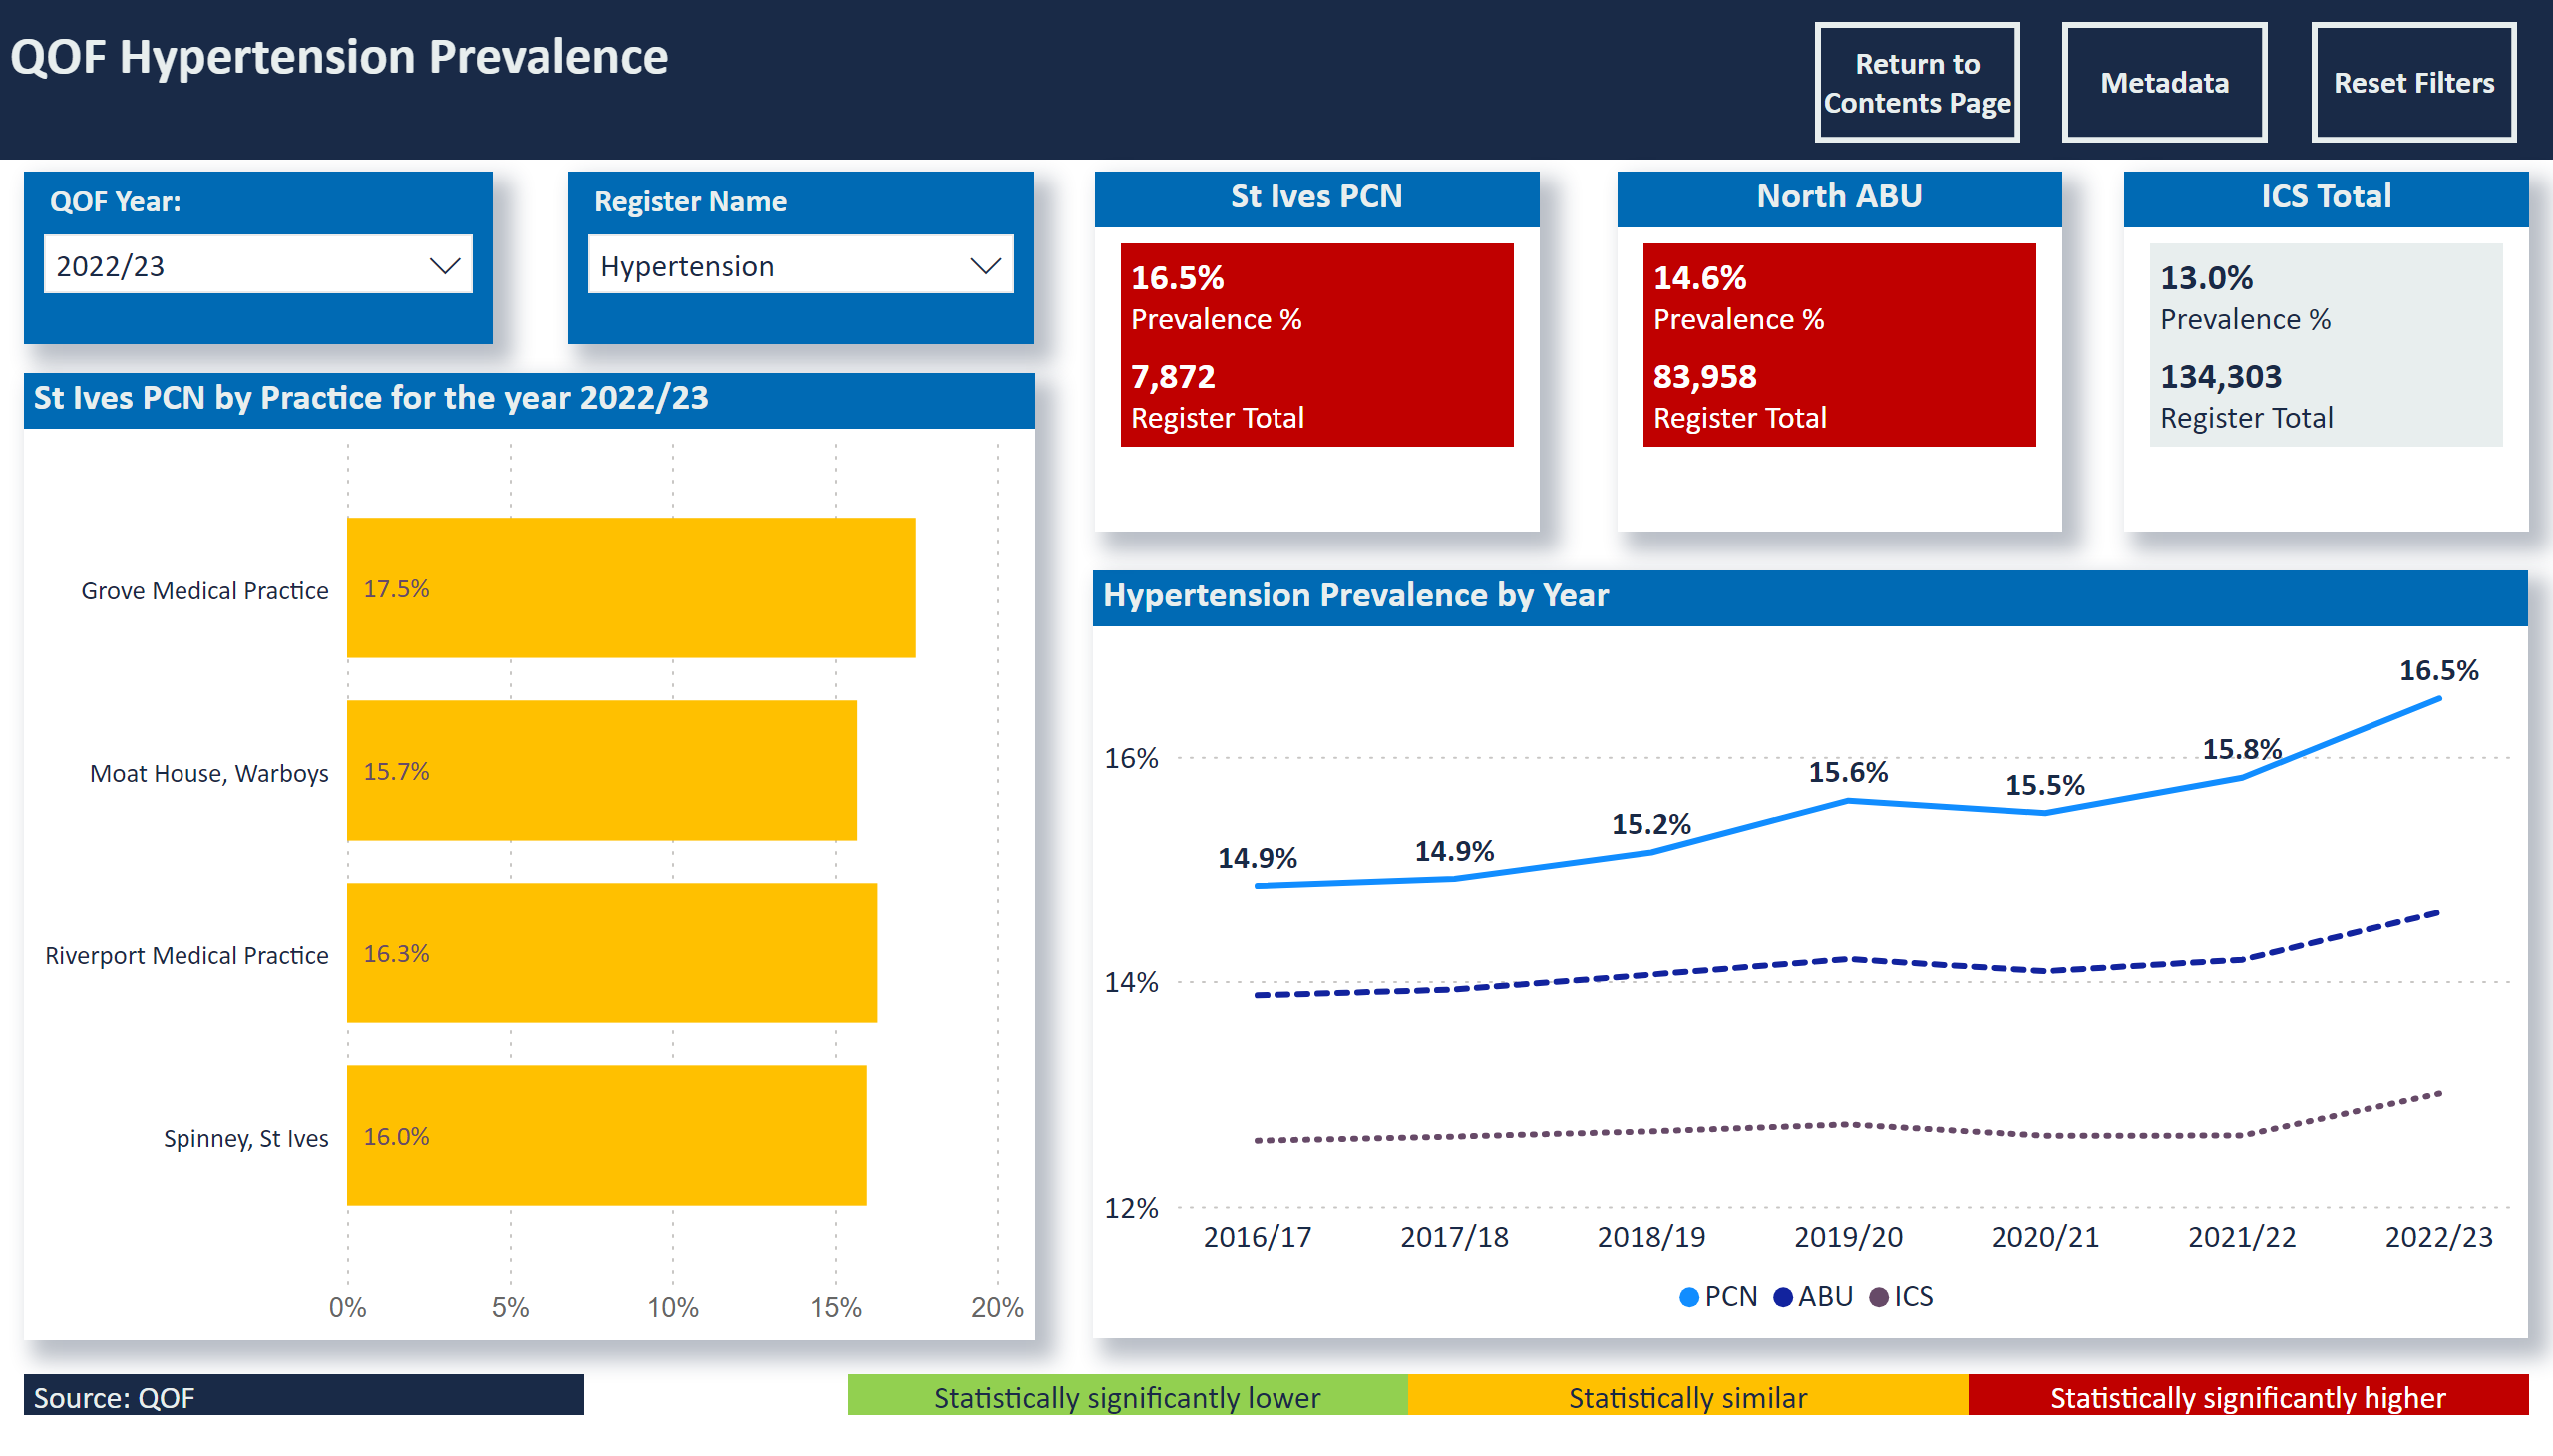 QOF Hypertension Prevalence
Return to
Contents Page
Metadata
Reset Filters
QOF Year:
2022/23
Register Name
Hypertension
St Ives PCN
16.5%
Prevalence %
7,872
Register Total
North ABU
14.6%
Prevalence %
83,958
Register Total
ICS Total
13.0%
Prevalence %
134,303
Register Total
St Ives PCN by Practice for the year 2022/23
Grove Medical Practice
17.5%
Moat House, Warboys
15.7%
Riverport Medical Practice
16.3%
Spinney, St Ives
16.0%
0% 5% 10% 15% 20%
Hypertension Prevalence by Year
16%
14%
12%
14.9%
14.9%
15.2%
15.6%
15.5%
15.8%
16.5%
2016/17 2017/18 2018/19 2019/20 2020/21 2021/22 2022/23
PCN ABU ICS
Source: QOF
Statistically significantly lower
Statistically similar
Statistically significantly higher